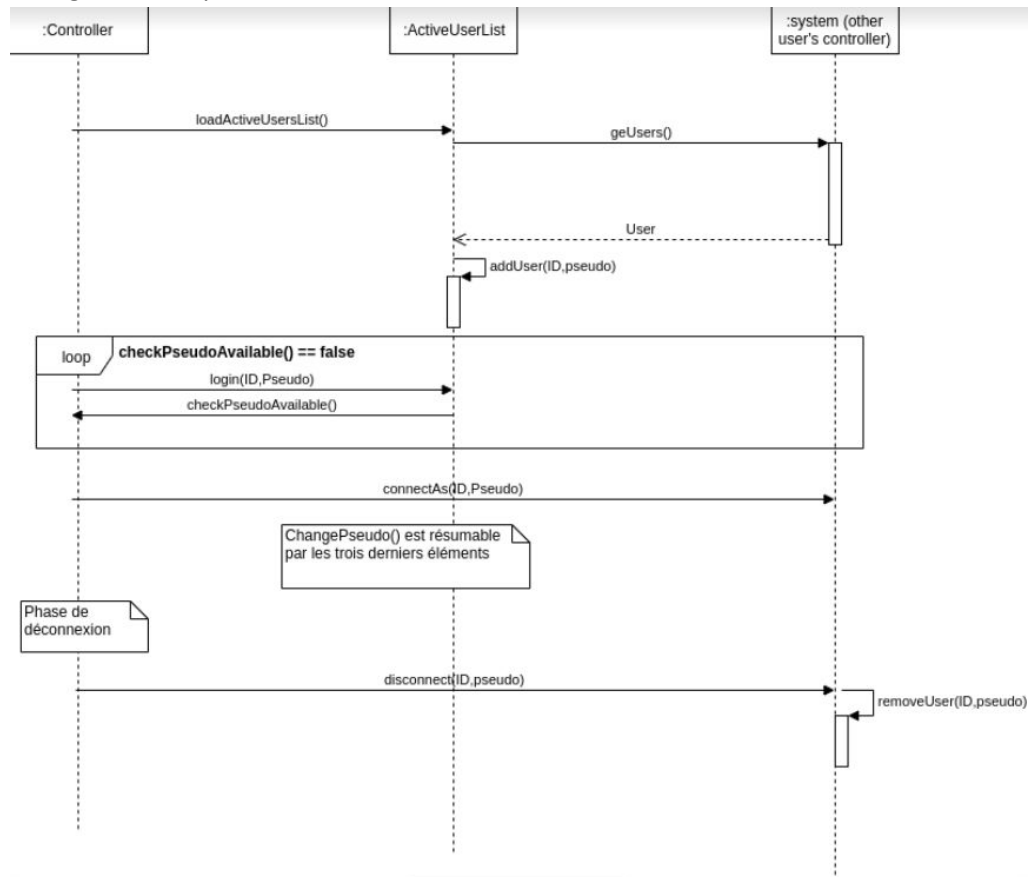 :Controller
:ActiveUserList
:system (other
user's controller)
loadActiveUsersList()
geUsers()
User
addUser(ID,pseudo)
loop
checkPseudoAvailable() == false
login(ID,Pseudo)
checkPseudoAvailable()
connectAs(ID,Pseudo)
ChangePseudo() est résumable
par les trois derniers éléments
Phase de
déconnexion
disconnect(ID,pseudo)
removeUser(ID,pseudo)